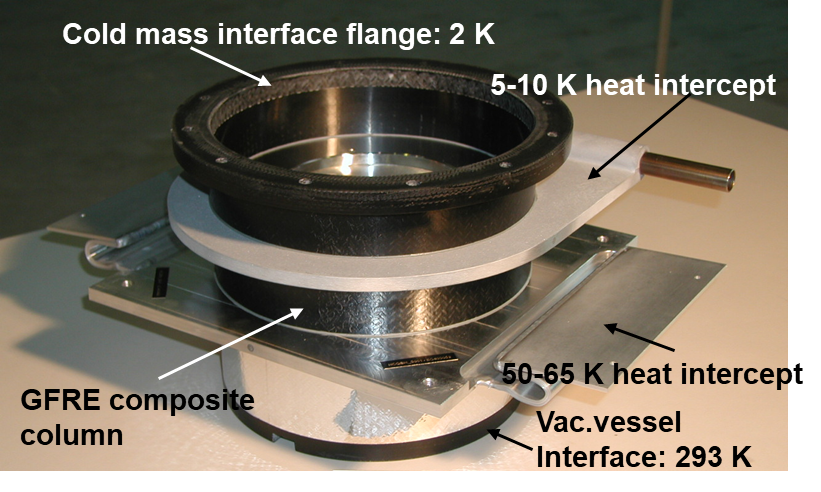 Cold mass interface flange: 2 K
5-10 K heat intercept
50-65 K heat intercept
GFRE composite
column
Vac.vessel
Interface: 293 K